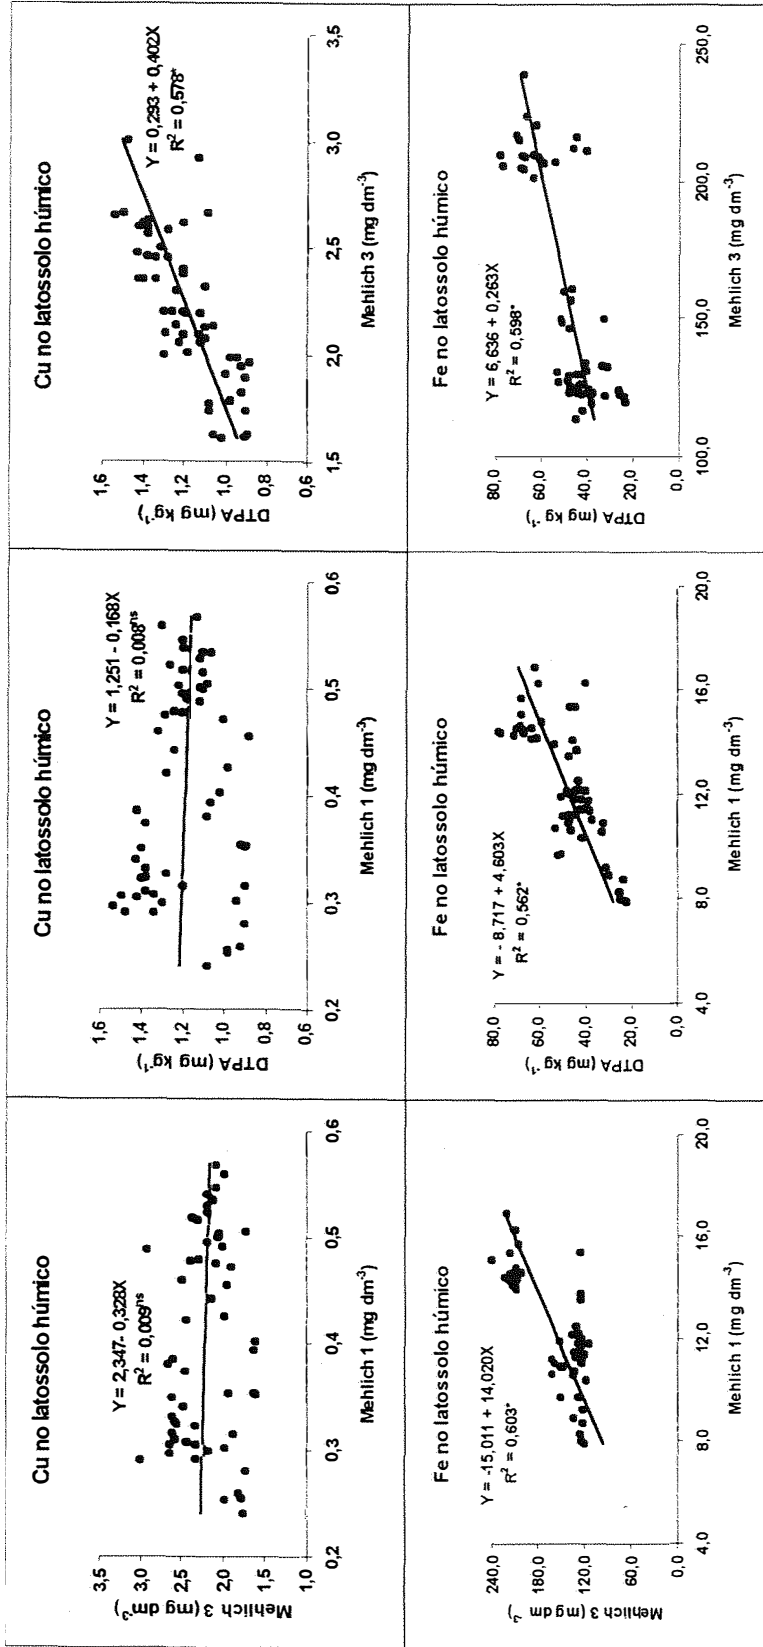 Cu no latossolo húmico
Y = 2,347- 0,328X
R² = 0,009ⁿˢ
Mehlich 3 (mg dm⁻³)
3,5
3,0
2,5
2,0
1,5
1,0
0,2
0,3
0,4
0,5
0,6
Mehlich 1 (mg dm⁻³)
Cu no latossolo húmico
Y = 1,251 - 0,168X
R² = 0,008ⁿˢ
DTPA (mg kg⁻¹)
1,6
1,4
1,2
1,0
0,8
0,2
0,3
0,4
0,5
0,6
Mehlich 1 (mg dm⁻³)
Cu no latossolo húmico
Y = 0,293 + 0,402X
R² = 0,578*
DTPA (mg kg⁻¹)
1,6
1,4
1,2
1,0
0,8
0,6
1,5
2,0
2,5
3,0
3,5
Mehlich 3 (mg dm⁻³)
Fe no latossolo húmico
Y = -15,011 + 14,020X
R² = 0,603*
Mehlich 3 (mg dm⁻³)
240,0
180,0
120,0
60,0
0,0
4,0
8,0
12,0
16,0
20,0
Mehlich 1 (mg dm⁻³)
Fe no latossolo húmico
Y = - 8,717 + 4,603X
R² = 0,562*
DTPA (mg kg⁻¹)
80,0
60,0
40,0
20,0
0,0
4,0
8,0
12,0
16,0
20,0
Mehlich 1 (mg dm⁻³)
Fe no latossolo húmico
Y = 6,636 + 0,263X
R² = 0,598*
DTPA (mg kg⁻¹)
80,0
60,0
40,0
20,0
0,0
100,0
150,0
200,0
250,0
Mehlich 3 (mg dm⁻³)